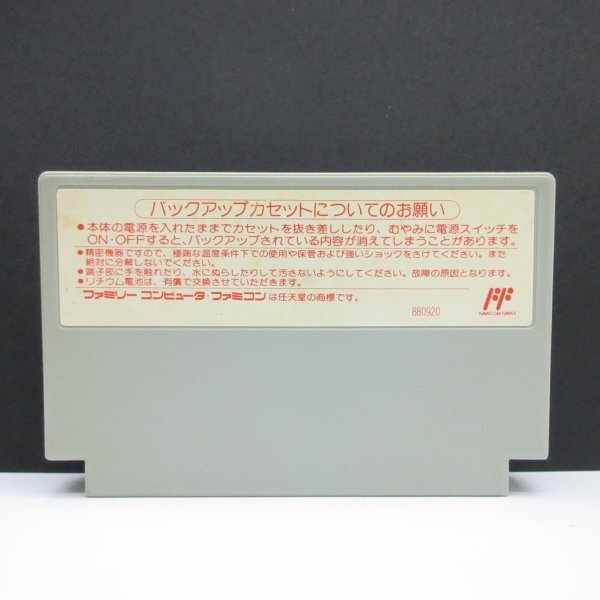 バックアップカセットについてのお願い
●本体の電源を入れたままでカセットを抜き差ししたり、むやみに電源スイッチを
ON・OFFすると、バックアップされている内容が消えてしまうことがあります。
●精密機器ですので、極端な温度条件下での使用や保管および強いショックをさけてください。また
絶対に分解しないでください。
●端子部に手を触れたり、水にぬらしたりして汚さないようにしてください。故障の原因となります。
●リチウム電池は、有償で交換させていただきます。
ファミリーコンピュータ・ファミコンは任天堂の商標です。
880920
FF
FAMICOM FAMILY